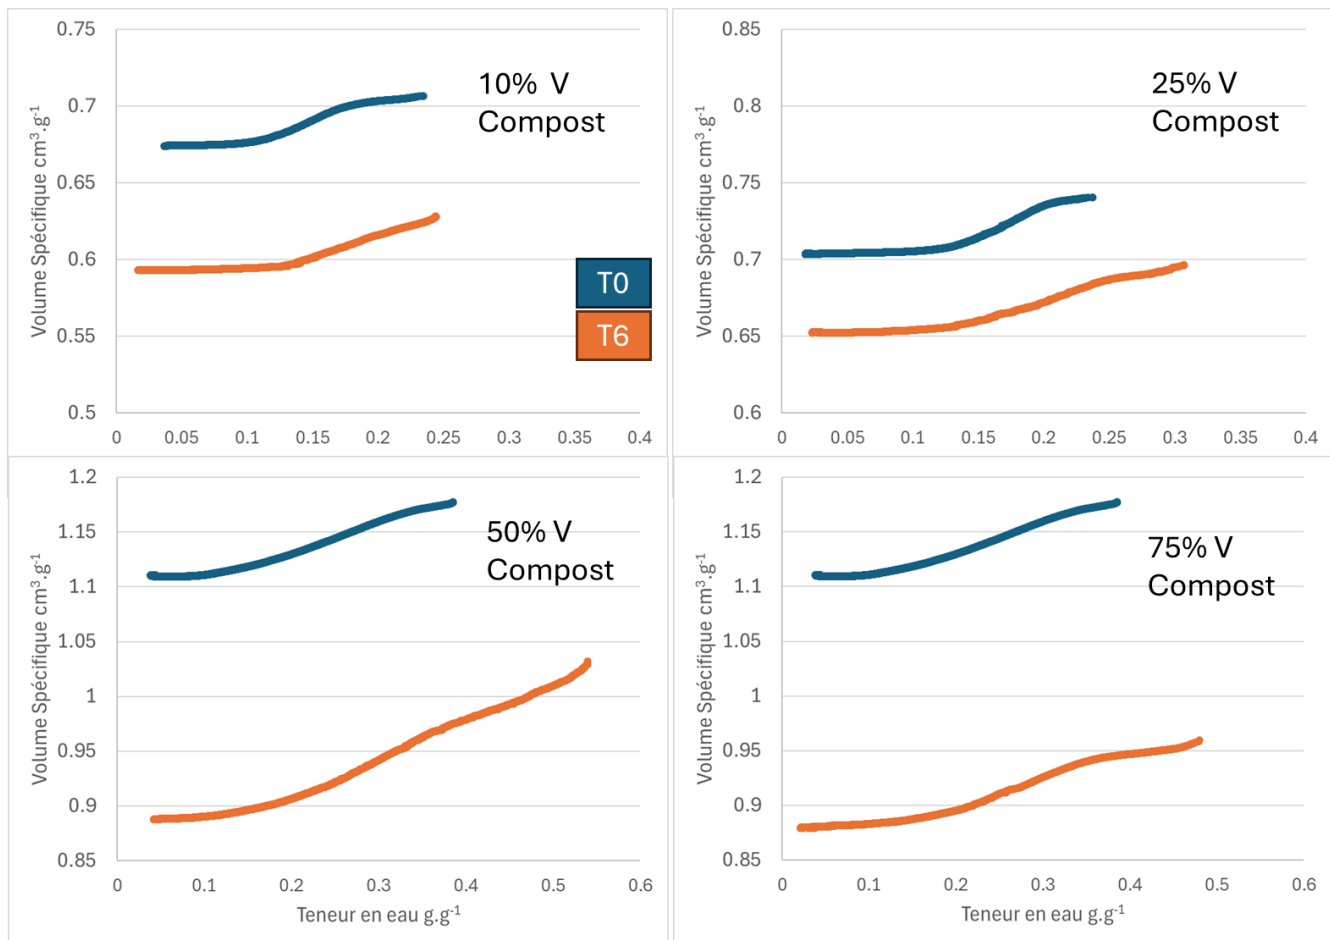 0.75
0.7
0.65
0.6
0.55
0.5
Volume Spécifique cm³.g⁻¹
10% V
Compost
T0
T6
0 0.05 0.1 0.15 0.2 0.25 0.3 0.35 0.4
0.85
0.8
0.75
0.7
0.65
0.6
Volume Spécifique cm³.g⁻¹
25% V
Compost
0 0.05 0.1 0.15 0.2 0.25 0.3 0.35 0.4
1.2
1.15
1.1
1.05
1
0.95
0.9
0.85
Volume Spécifique cm³.g⁻¹
50% V
Compost
0 0.1 0.2 0.3 0.4 0.5 0.6
Teneur en eau g.g⁻¹
1.2
1.15
1.1
1.05
1
0.95
0.9
0.85
Volume Spécifique cm³.g⁻¹
75% V
Compost
0 0.1 0.2 0.3 0.4 0.5 0.6
Teneur en eau g.g⁻¹